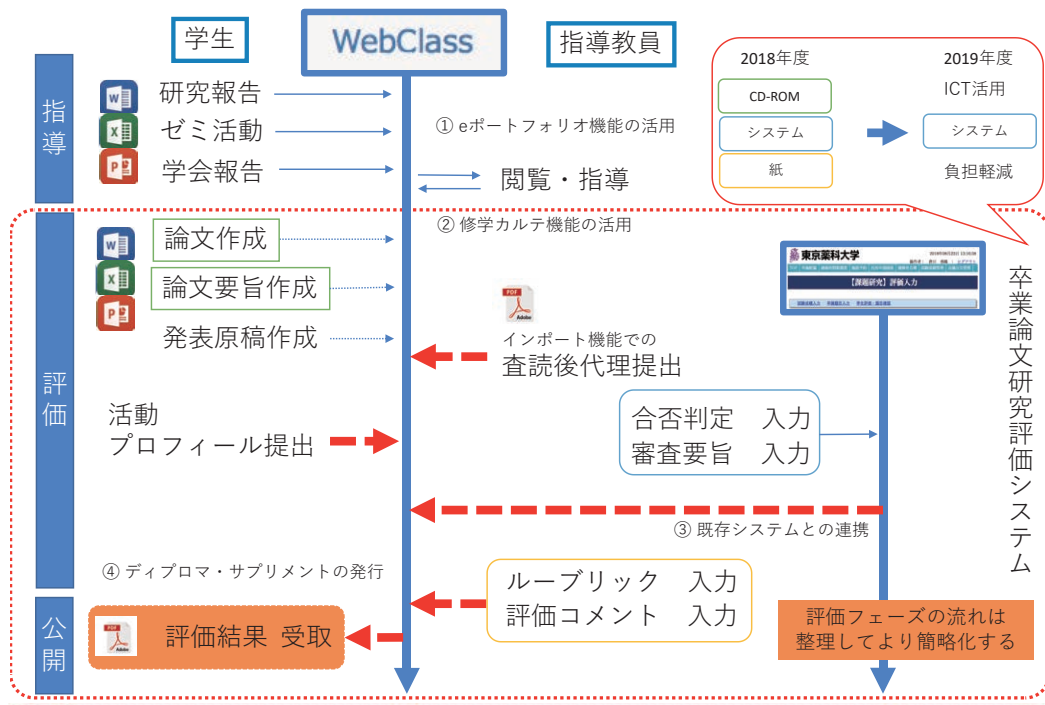 学生
WebClass
指導教員
2018年度
2019年度
CD-ROM
ICT活用
システム
システム
紙
負担軽減
指導
研究報告
ゼミ活動
学会報告
① eポートフォリオ機能の活用
閲覧・指導
② 修学カルテ機能の活用
評価
論文作成
論文要旨作成
発表原稿作成
PDF
Adobe
インポート機能での
査読後代理提出
東京薬科大学
【課題研究】評価入力
卒業論文研究評価システム
活動
プロフィール提出
合否判定 入力
審査要旨 入力
③ 既存システムとの連携
④ ディプロマ・サプリメントの発行
ルーブリック 入力
評価コメント 入力
公開
PDF
Adobe
評価結果 受取
評価フェーズの流れは
整理してより簡略化する